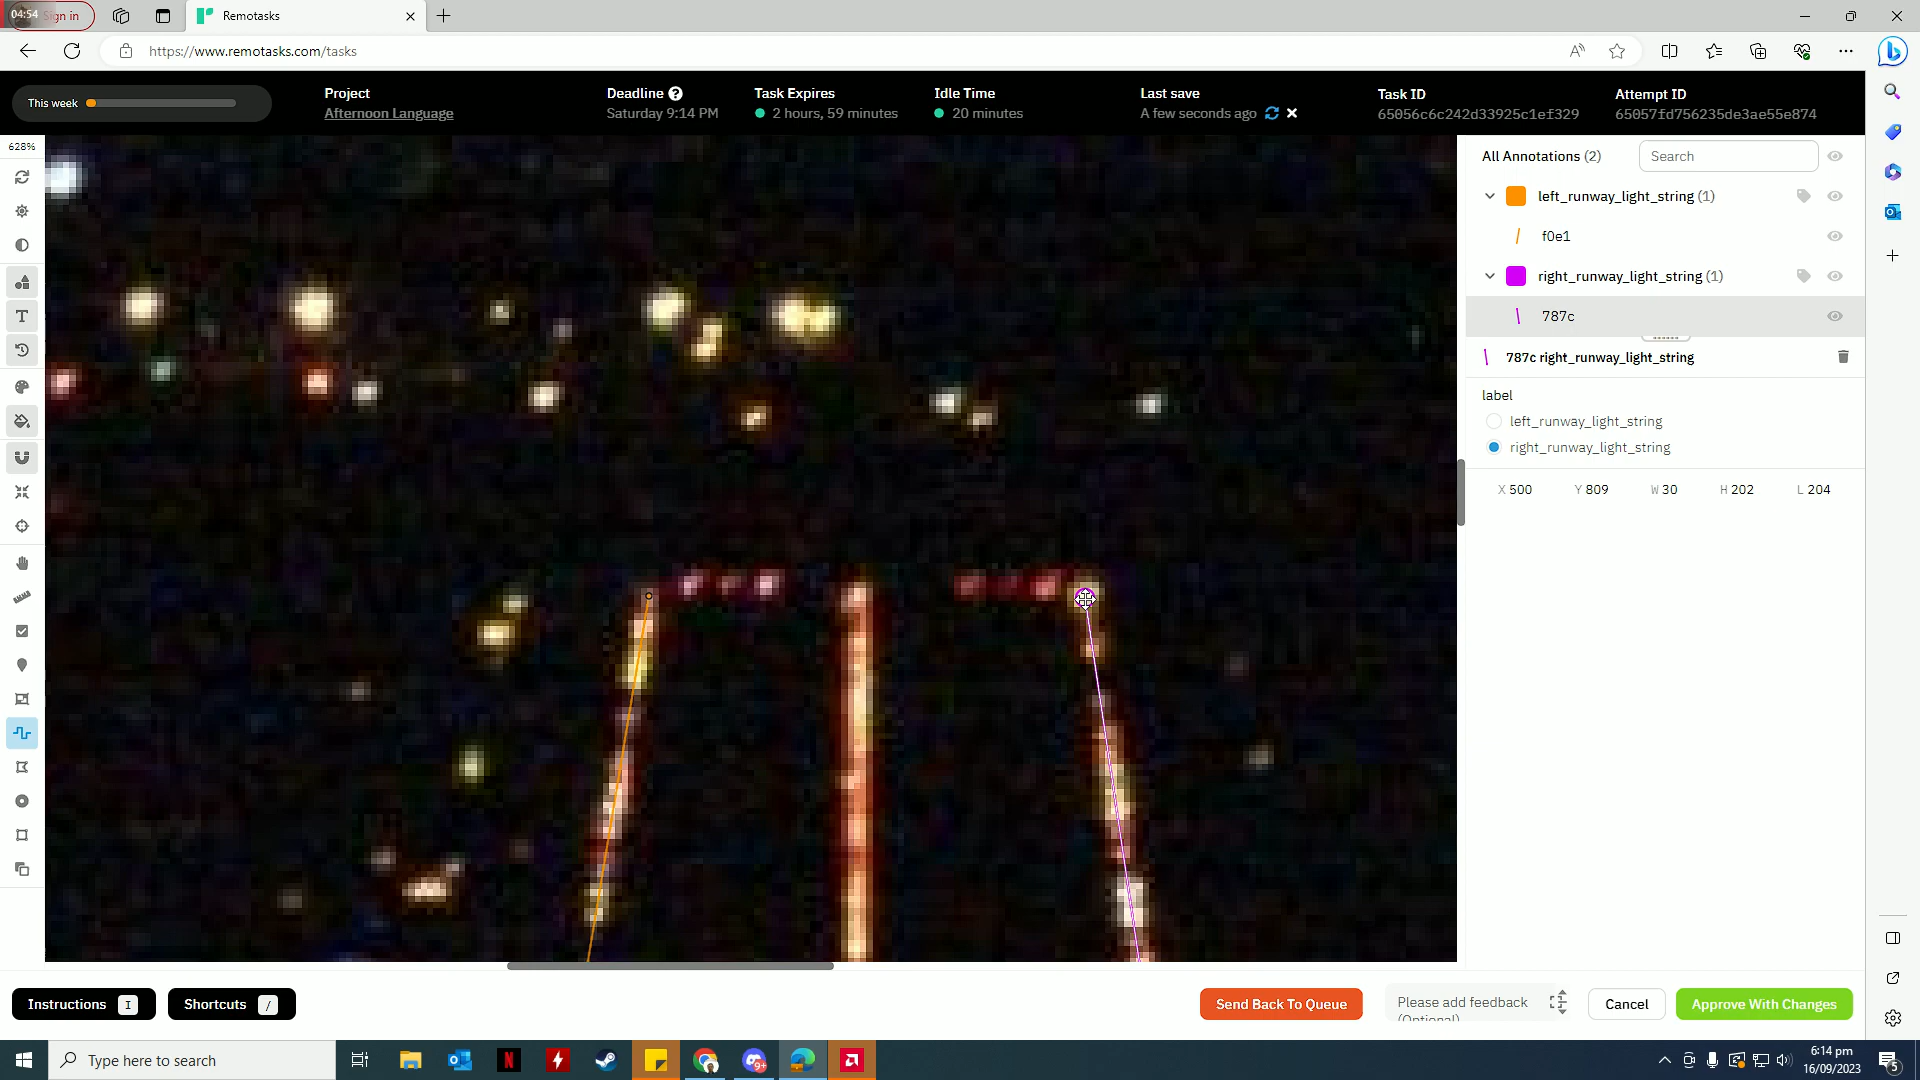 04:54 Sign in
Remotasks
https://www.remotasks.com/tasks
This week
Project
Afternoon Language
Deadline
Saturday 9:14 PM
Task Expires
2 hours, 59 minutes
Idle Time
20 minutes
Last save
A few seconds ago
Task ID
65056c6c242d33925c1ef329
Attempt ID
65057fd756235de3ae55e874
628%
All Annotations (2)
Search
left_runway_light_string (1)
f0e1
right_runway_light_string (1)
787c
787c right_runway_light_string
label
left_runway_light_string
right_runway_light_string
X 500 Y 809 W 30 H 202 L 204
Instructions I
Shortcuts /
Send Back To Queue
Please add feedback
(Optional)
Cancel
Approve With Changes
Type here to search
9+
6:14 pm
16/09/2023
5